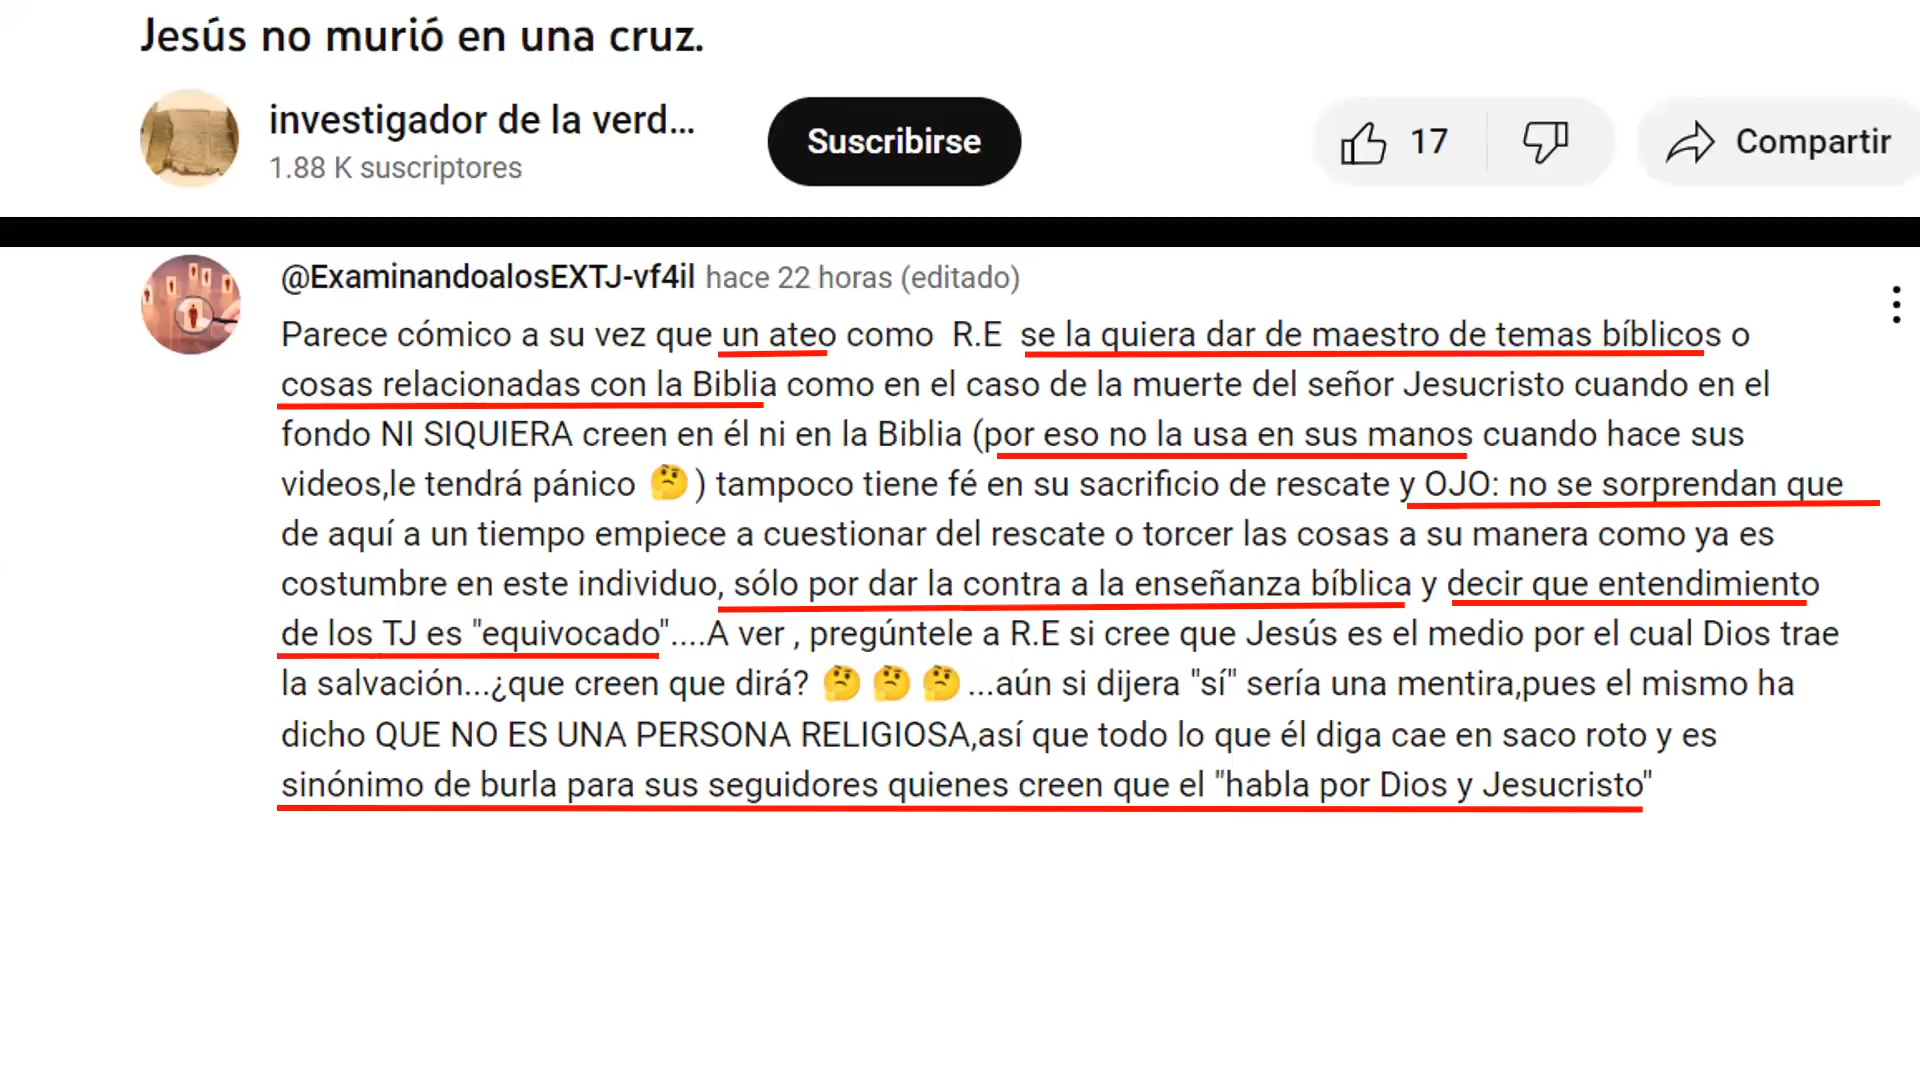 Jesús no murió en una cruz.
investigador de la verd...
1.88 K suscriptores
Suscribirse
17
Compartir
@ExaminandoalosEXTJ-vf4il hace 22 horas (editado)
Parece cómico a su vez que un ateo como R.E se la quiera dar de maestro de temas bíblicos o
cosas relacionadas con la Biblia como en el caso de la muerte del señor Jesucristo cuando en el
fondo NI SIQUIERA creen en él ni en la Biblia (por eso no la usa en sus manos cuando hace sus
videos,le tendrá pánico 🤔) tampoco tiene fé en su sacrificio de rescate y OJO: no se sorprendan que
de aquí a un tiempo empiece a cuestionar del rescate o torcer las cosas a su manera como ya es
costumbre en este individuo, sólo por dar la contra a la enseñanza bíblica y decir que entendimiento
de los TJ es "equivocado"....A ver , pregúntele a R.E si cree que Jesús es el medio por el cual Dios trae
la salvación...¿que creen que dirá? 🤔🤔🤔...aún si dijera "sí" sería una mentira,pues el mismo ha
dicho QUE NO ES UNA PERSONA RELIGIOSA,así que todo lo que él diga cae en saco roto y es
sinónimo de burla para sus seguidores quienes creen que el "habla por Dios y Jesucristo"